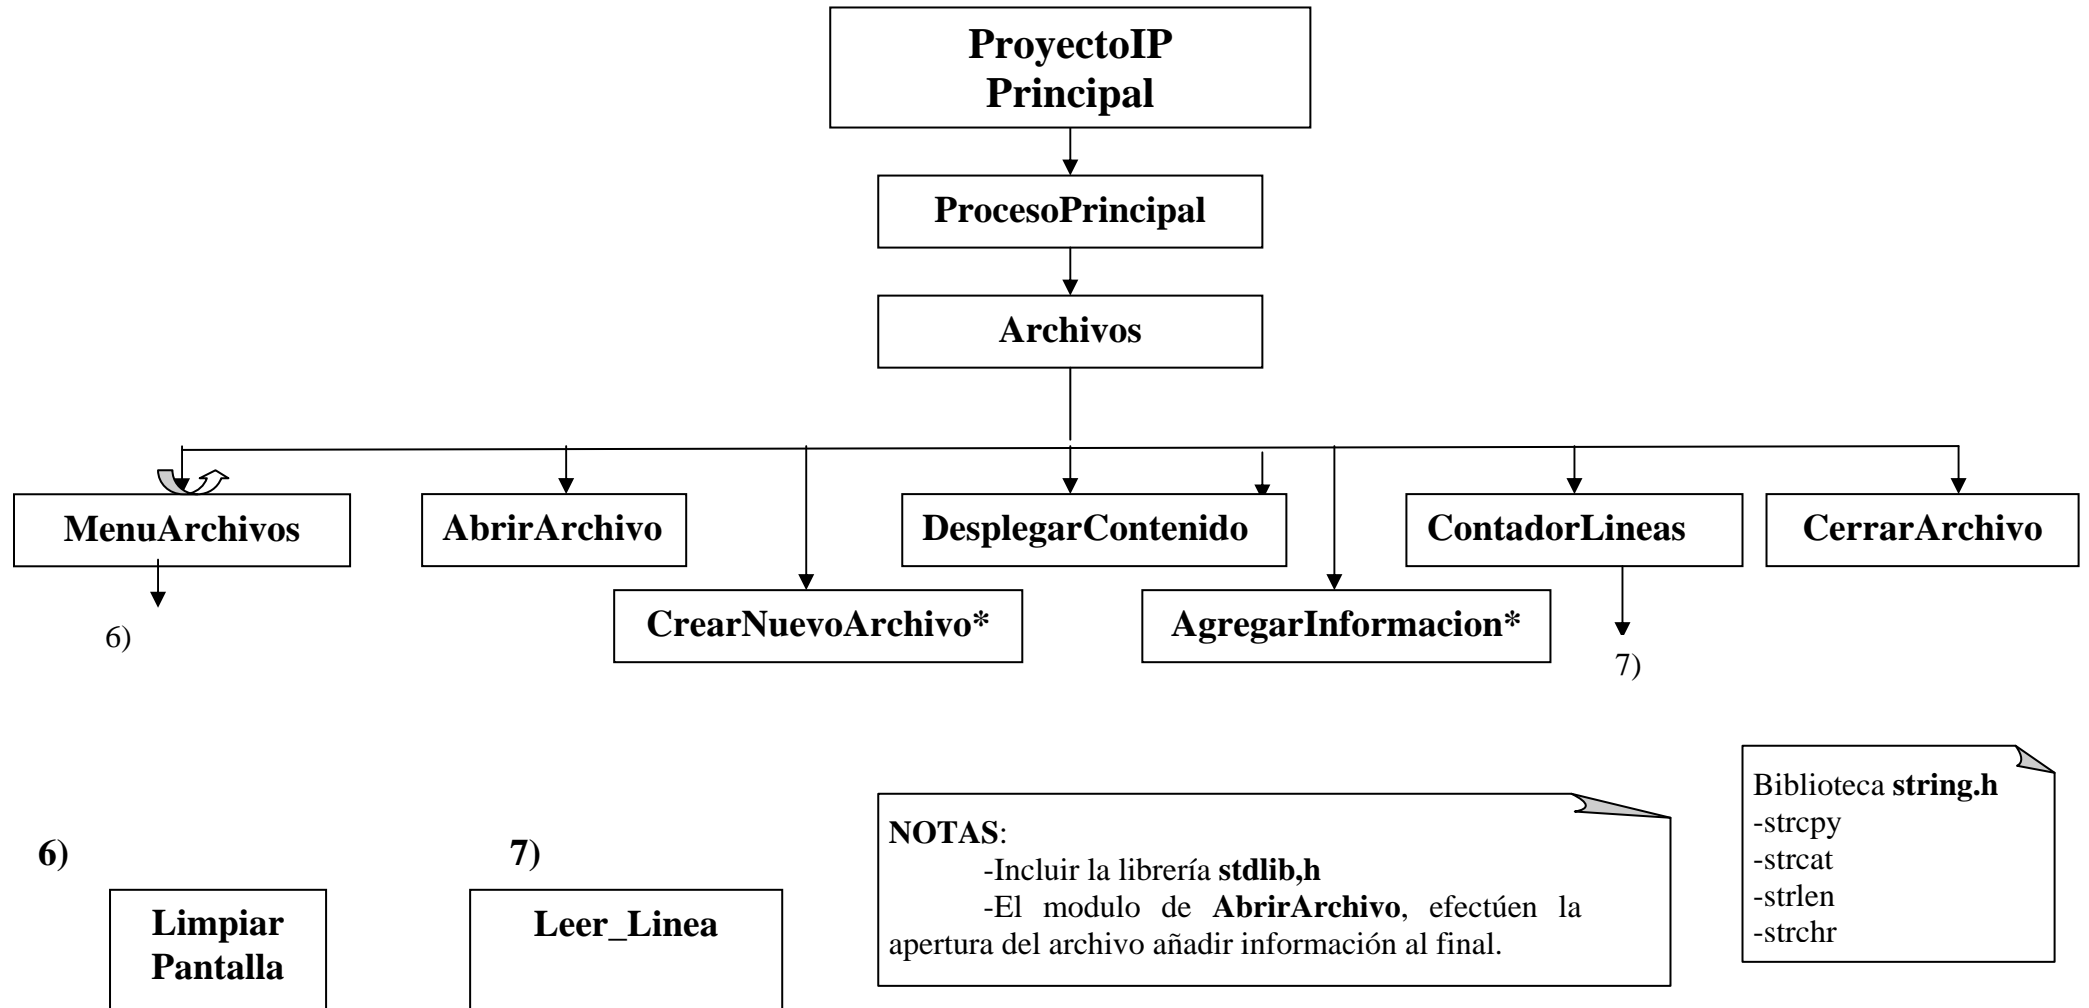 ProyectoIP
Principal
ProcesoPrincipal
Archivos
MenuArchivos
AbrirArchivo
DesplegarContenido
ContadorLineas
CerrarArchivo
CrearNuevoArchivo*
AgregarInformacion*
6)
7)
6)
Limpiar
Pantalla
7)
Leer_Linea
NOTAS:
-Incluir la librería stdlib,h
-El modulo de AbrirArchivo, efectúen la
apertura del archivo añadir información al final.
Biblioteca string.h
-strcpy
-strcat
-strlen
-strchr